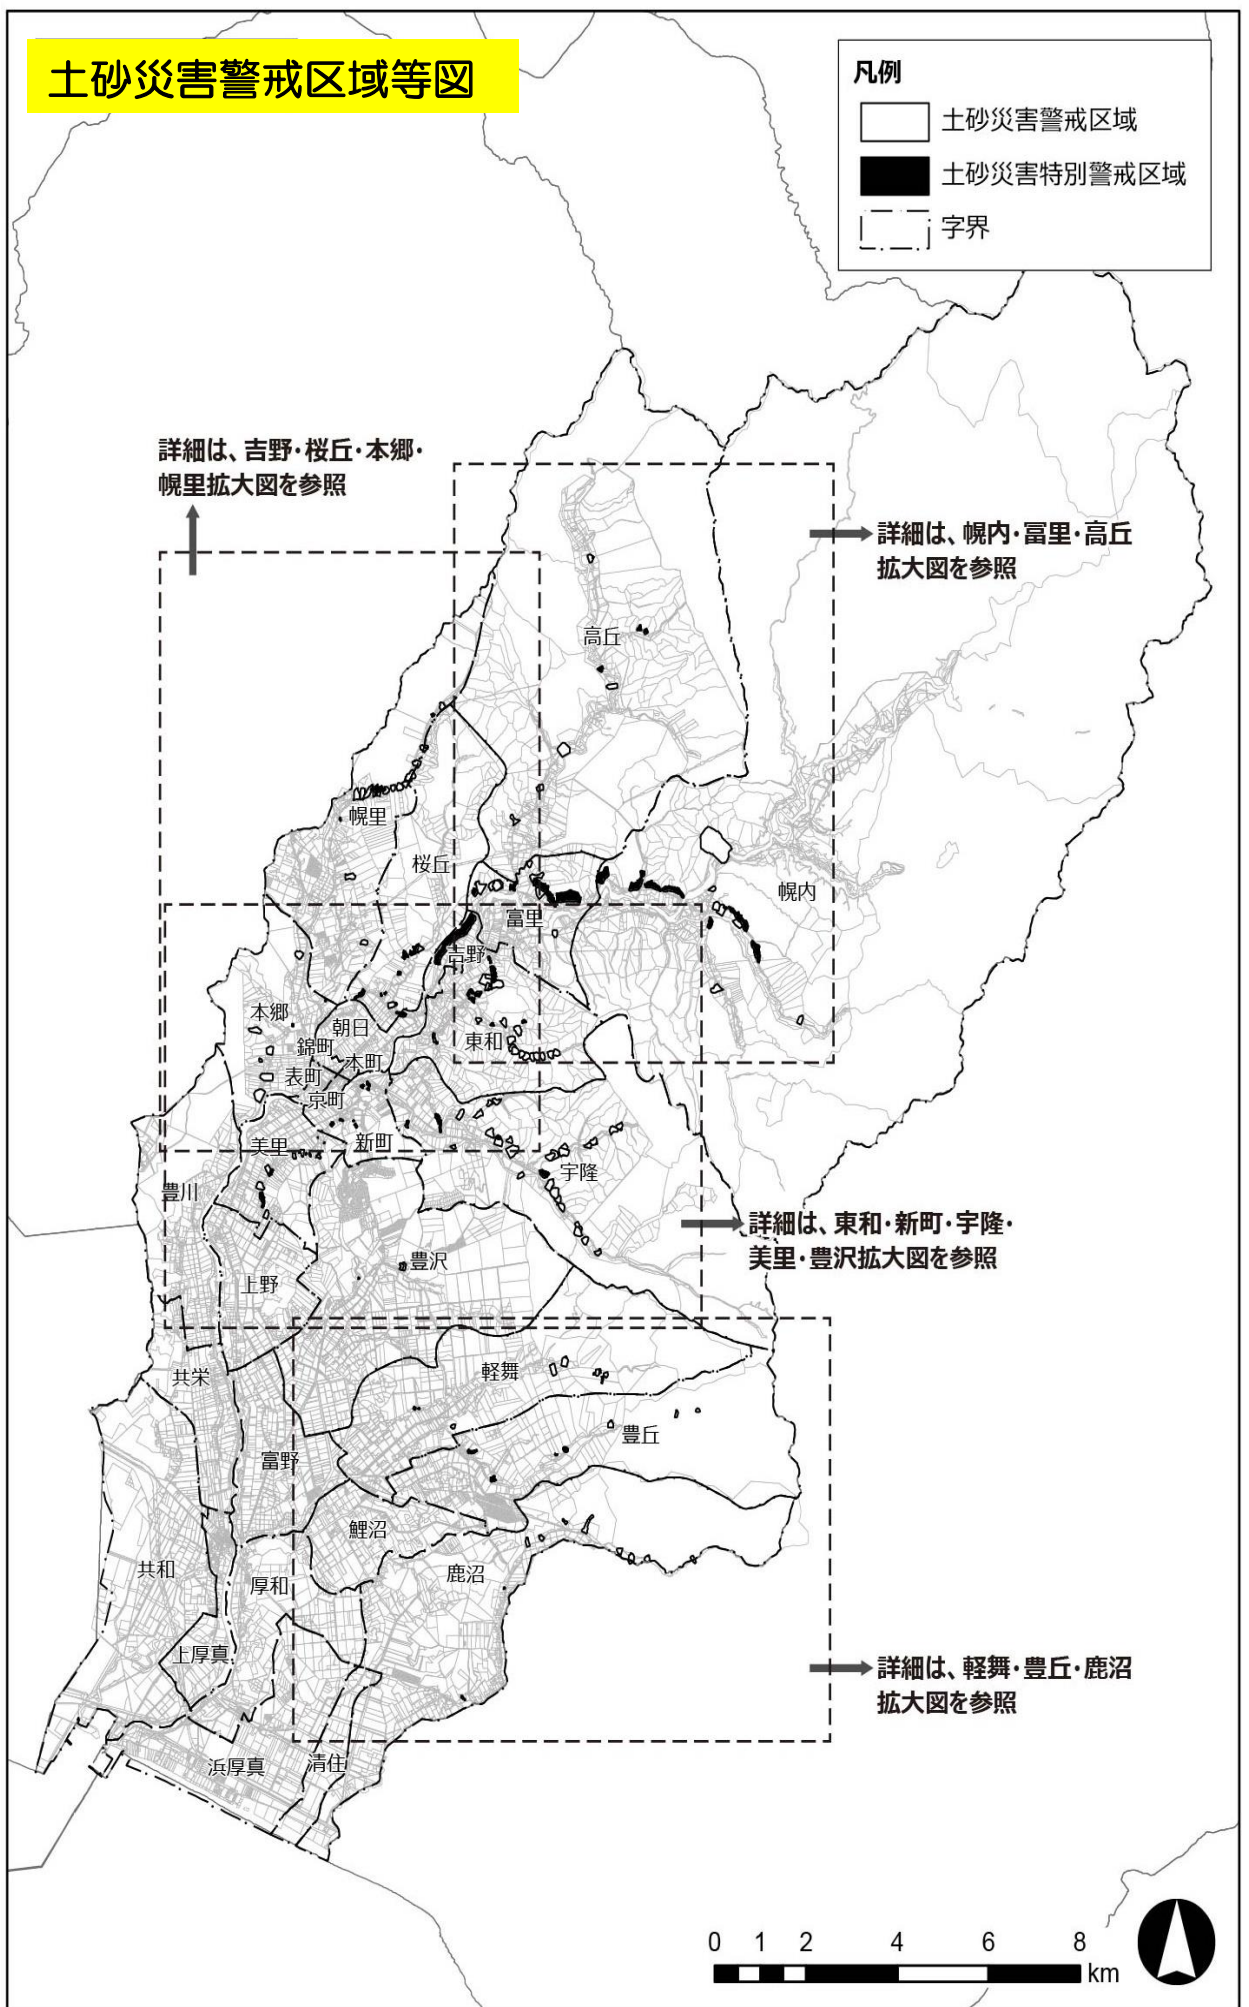 土砂災害警戒区域等図
凡例
土砂災害警戒区域
土砂災害特別警戒区域
字界
詳細は、吉野・桜丘・本郷・
幌里拡大図を参照
詳細は、幌内・冨里・高丘
拡大図を参照
高丘
幌里
桜丘
幌内
富里
吉野
本郷
朝日
東和
錦町
本町
表町
京町
新町
美里
宇隆
豊川
詳細は、東和・新町・宇隆・
美里・豊沢拡大図を参照
豊沢
上野
共栄
軽舞
豊丘
富野
鯉沼
共和
厚和
鹿沼
上厚真
詳細は、軽舞・豊丘・鹿沼
拡大図を参照
浜厚真
清住
0 1 2 4 6 8
km